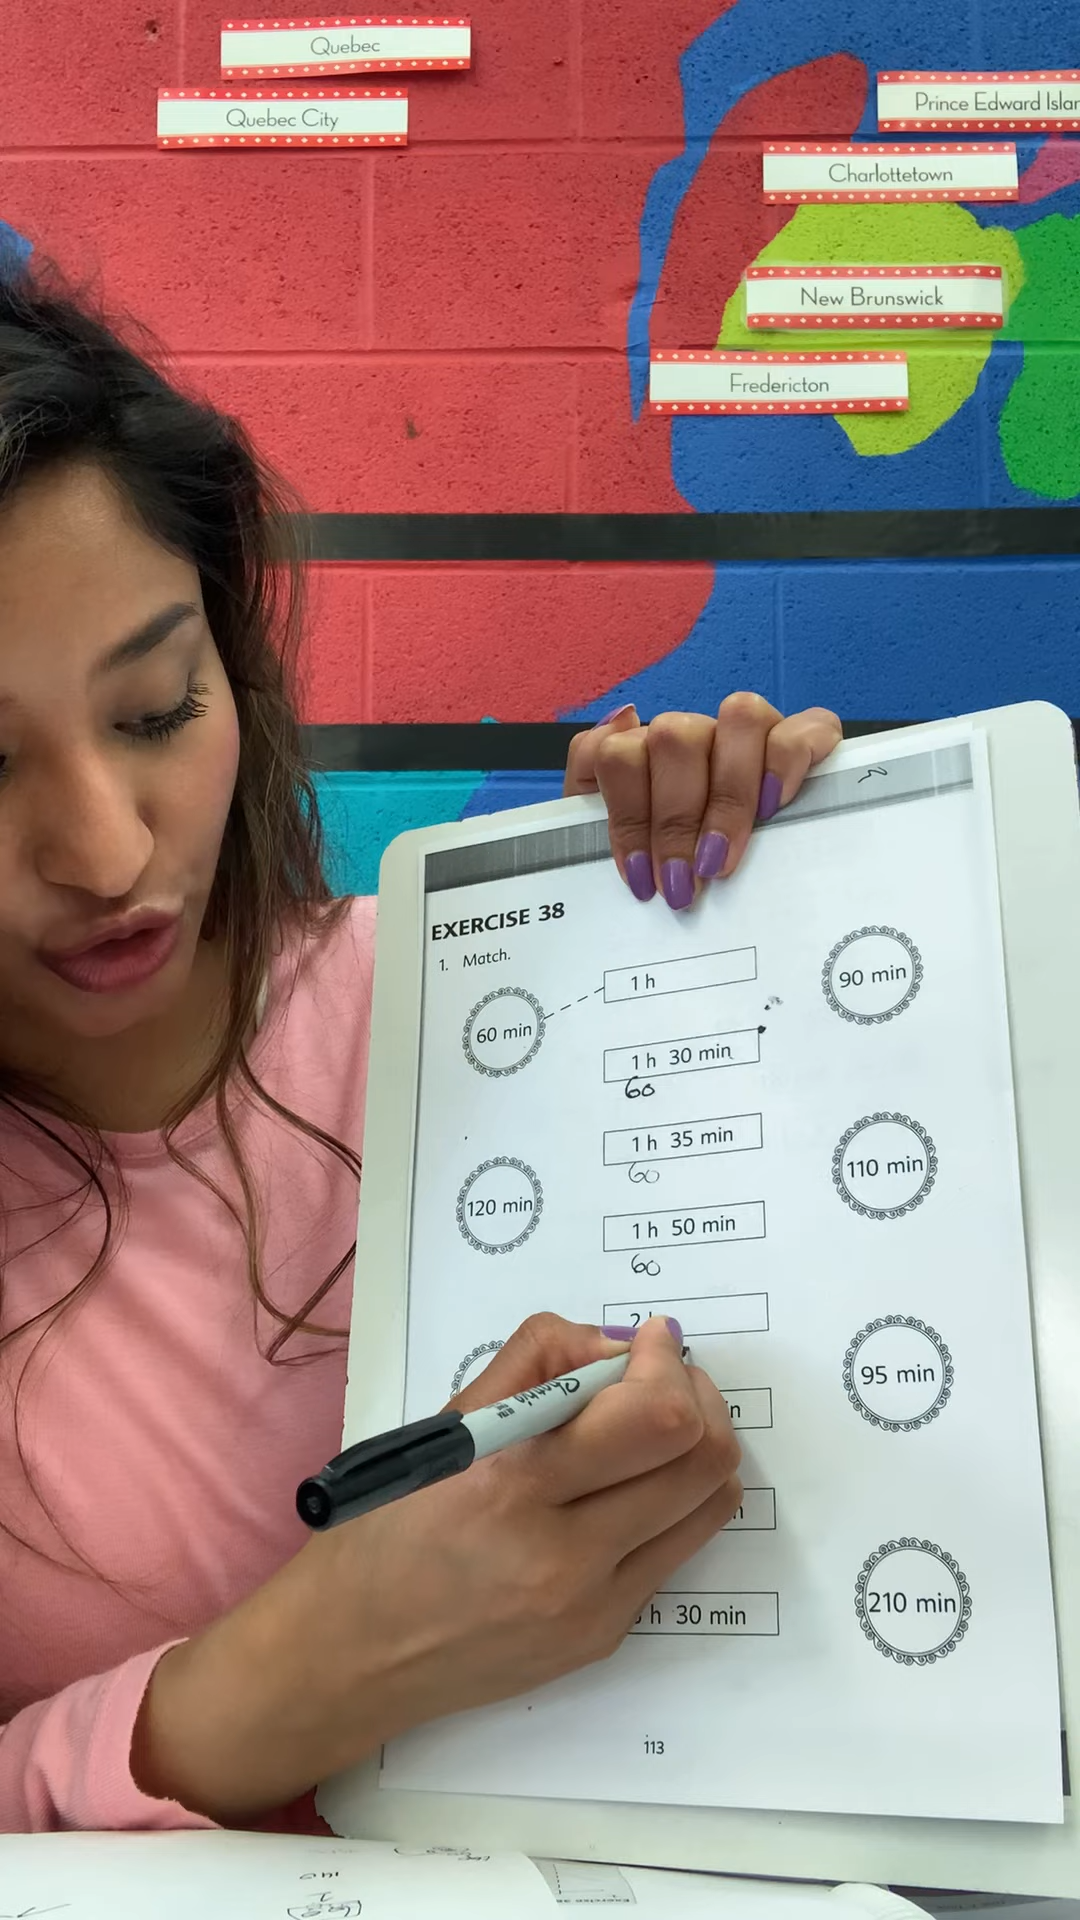 Quebec
Quebec City
Prince Edward
Charlottetown
New Brunswick
Fredericton
EXERCISE 38
1. Match.
60 min
1 h
90 min
1 h 30 min
60
1 h 35 min
60
120 min
110 min
1 h 50 min
60
2
95 min
Sharpie
h 30 min
210 min
113